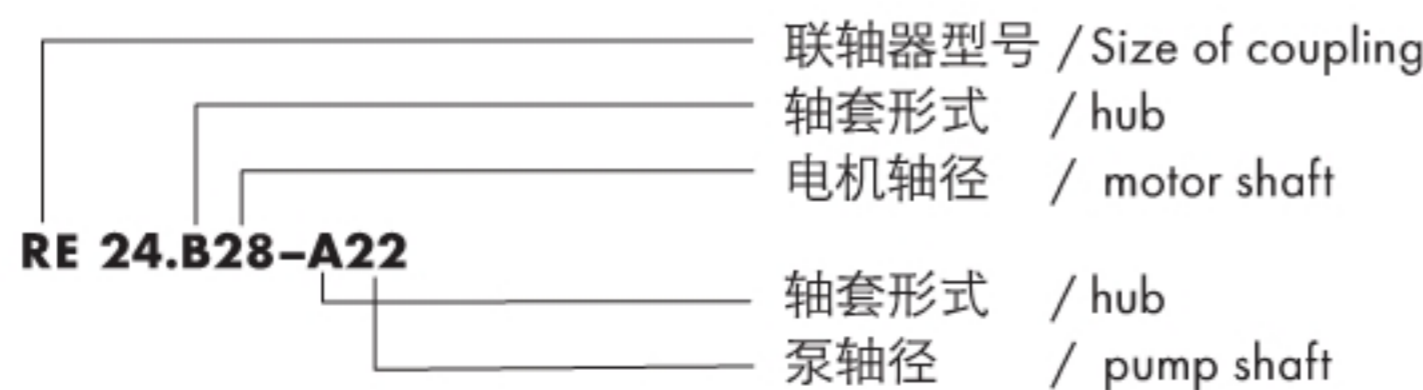 联轴器型号 / Size of coupling
轴套形式 / hub
电机轴径 / motor shaft
RE 24.B28-A22
轴套形式 / hub
泵轴径 / pump shaft